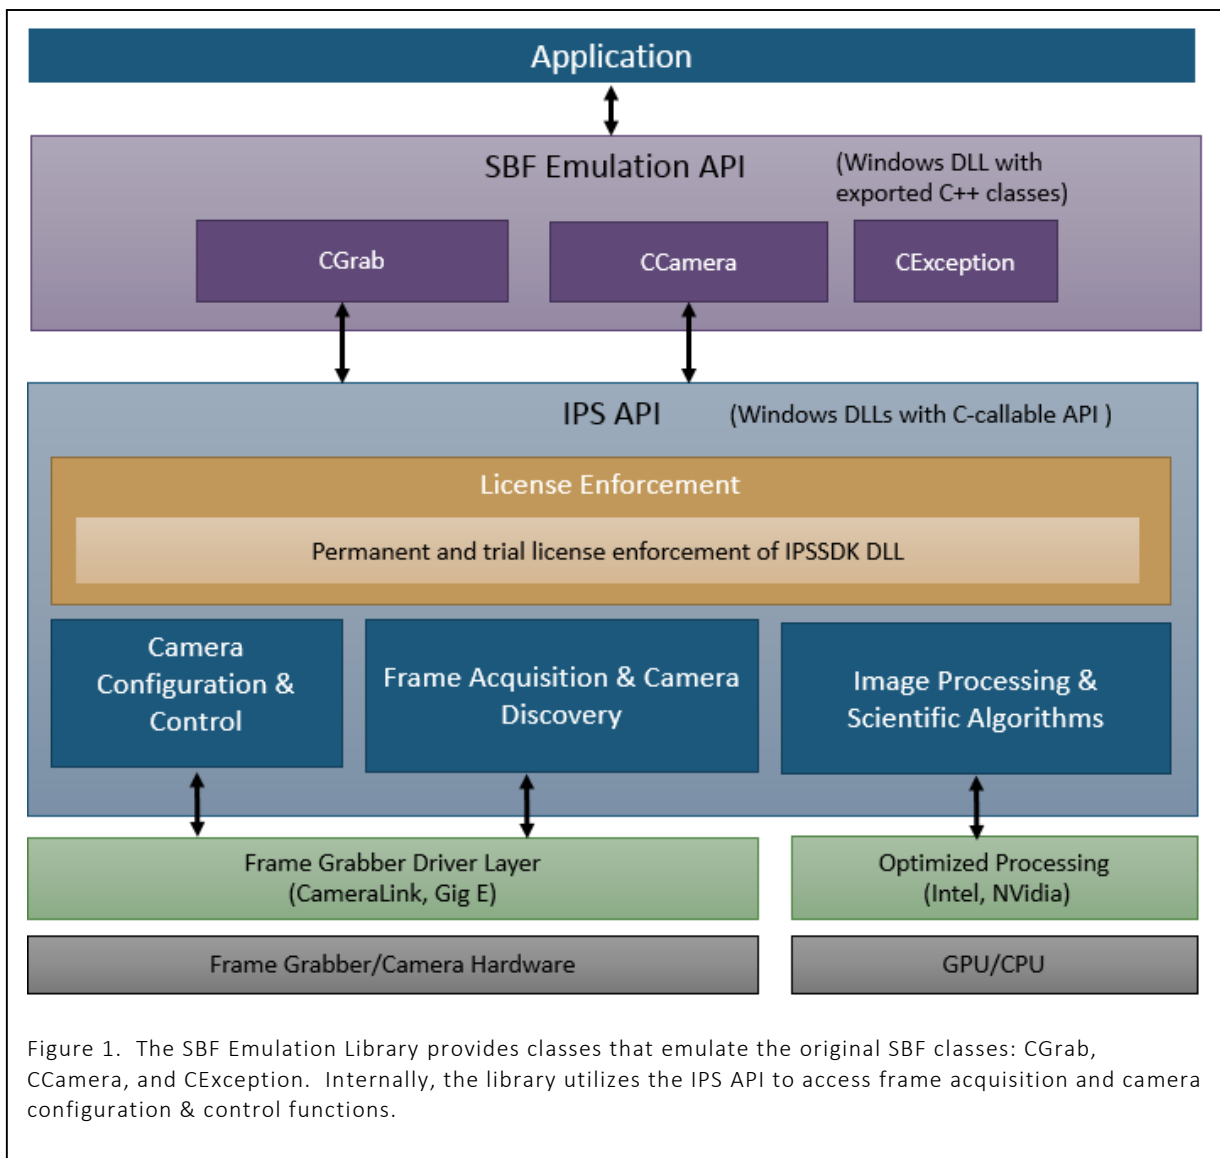 Application
SBF Emulation API
(Windows DLL with
exported C++ classes)
CGrab
CCamera
CException
IPS API
(Windows DLLs with C-callable API )
License Enforcement
Permanent and trial license enforcement of IPSSDK DLL
Camera
Configuration &
Control
Frame Acquisition & Camera
Discovery
Image Processing &
Scientific Algorithms
Frame Grabber Driver Layer
(CameraLink, Gig E)
Optimized Processing
(Intel, NVidia)
Frame Grabber/Camera Hardware
GPU/CPU
Figure 1. The SBF Emulation Library provides classes that emulate the original SBF classes: CGrab,
CCamera, and CException. Internally, the library utilizes the IPS API to access frame acquisition and camera
configuration & control functions.